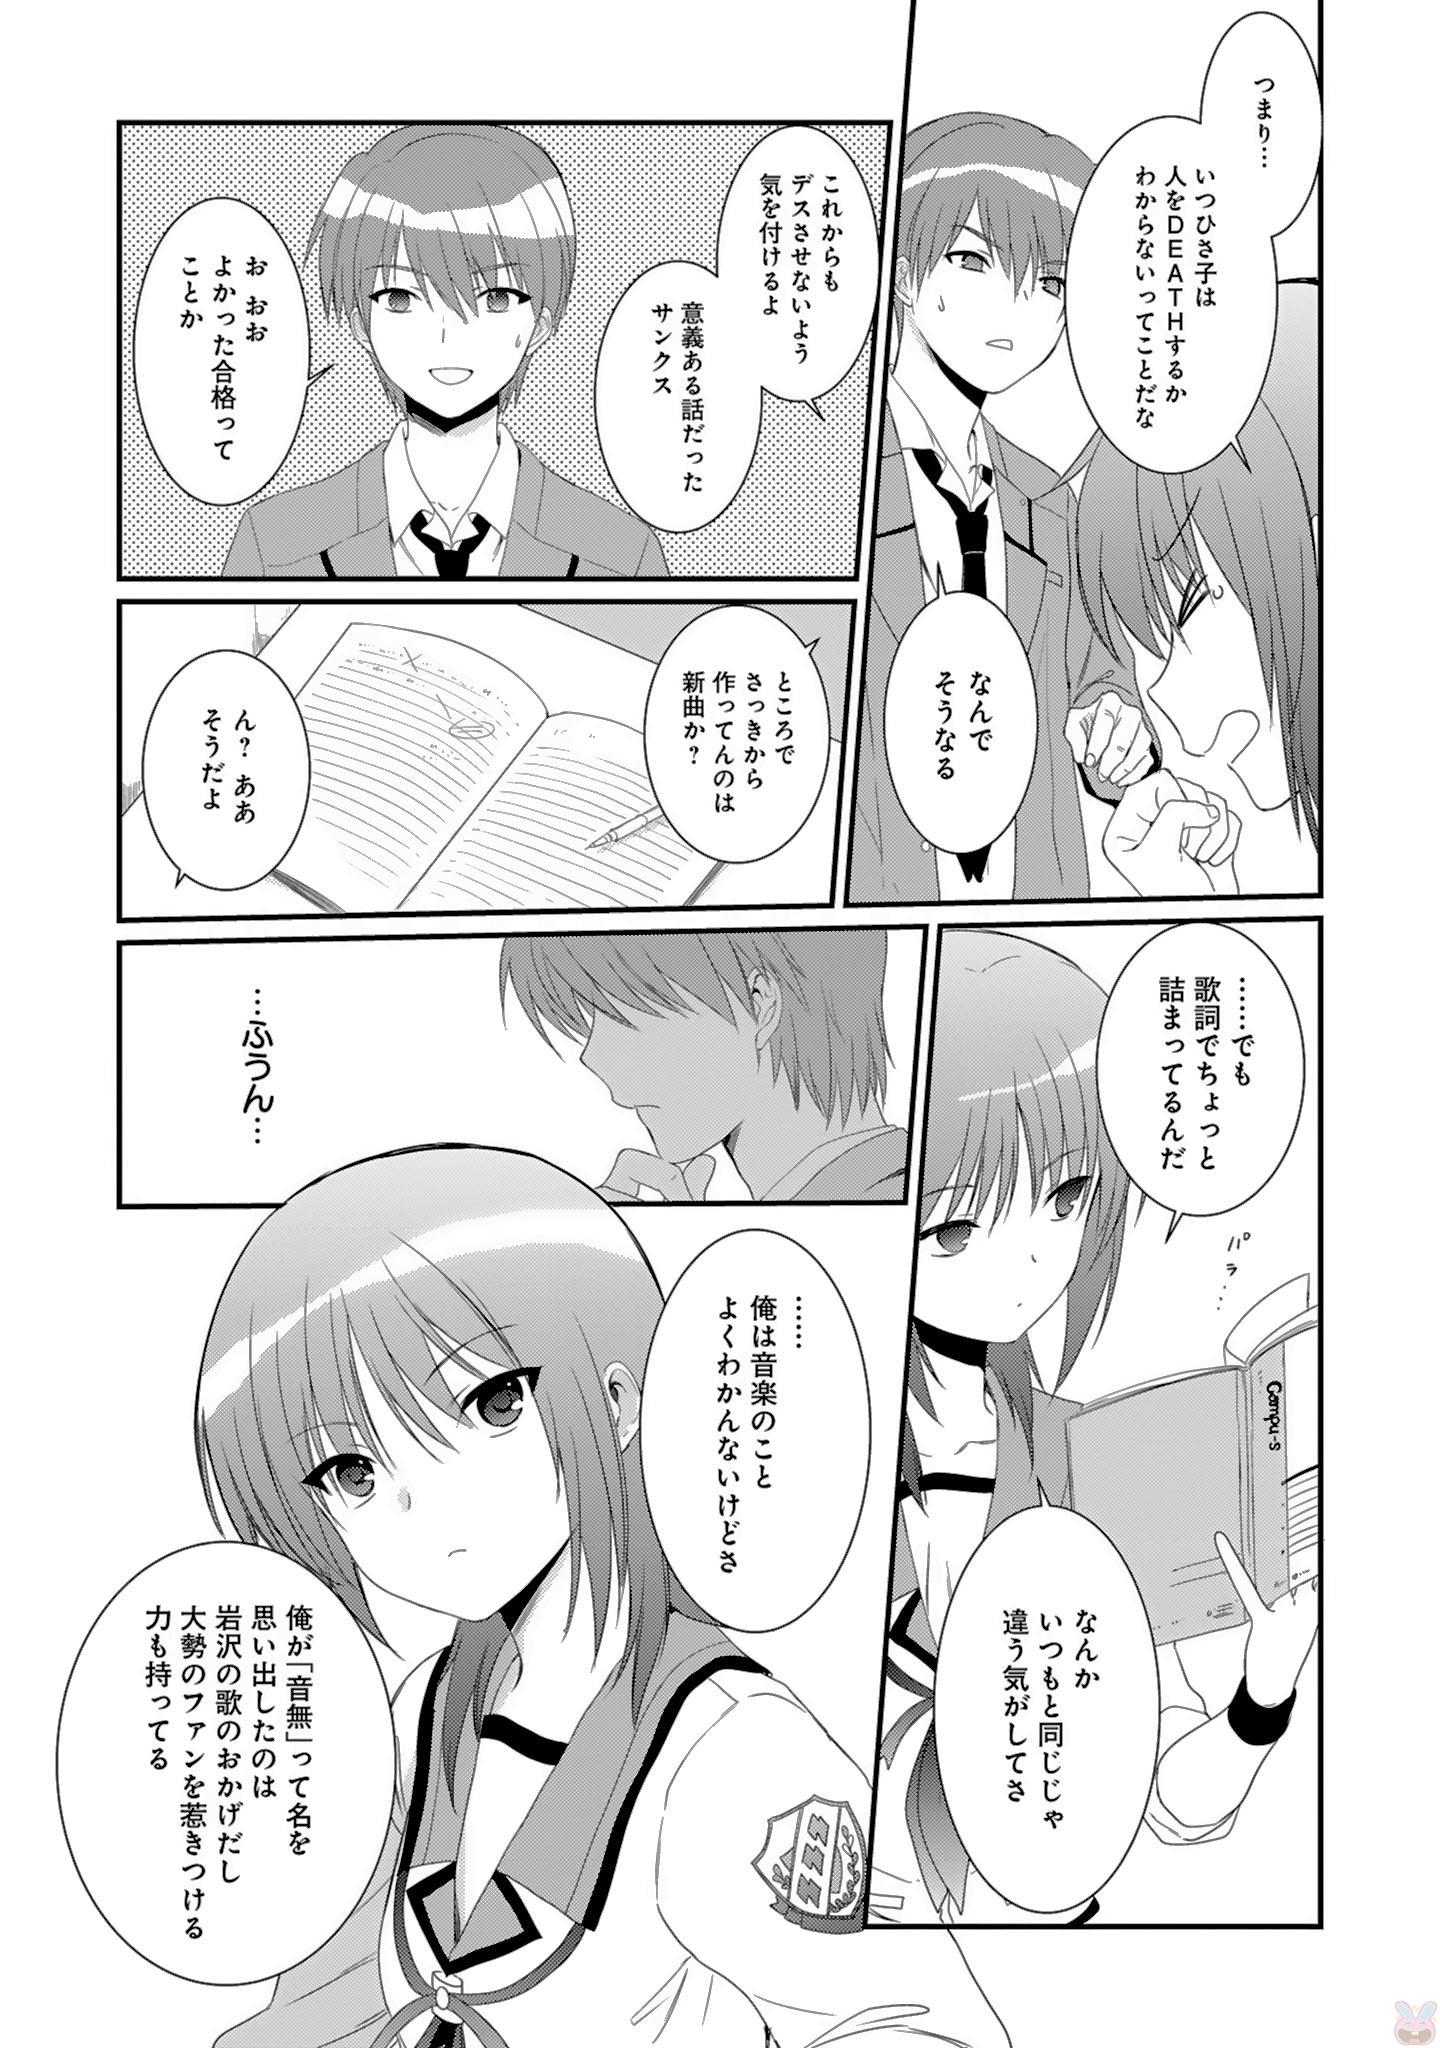 つまり…
いつひさ子は
人をDEATHするか
わからないってことだな
なんで
そうなる
これからも
デスさせないよう
気を付けるよ
意義ある話だった
サンクス
お おお
よかった合格って
ことか
ところで
さっきから
作ってんのは
新曲か?
ん? ああ
そうだよ
……でも
歌詞でちょっと
詰まってるんだ
パラ…
Campu-s
なんか
いつもと同じじゃ
違う気がしてさ
…ふうん…
……
俺は音楽のこと
よくわかんないけどさ
俺が「音無」って名を
思い出したのは
岩沢の歌のおかげだし
大勢のファンを惹きつける
力も持ってる